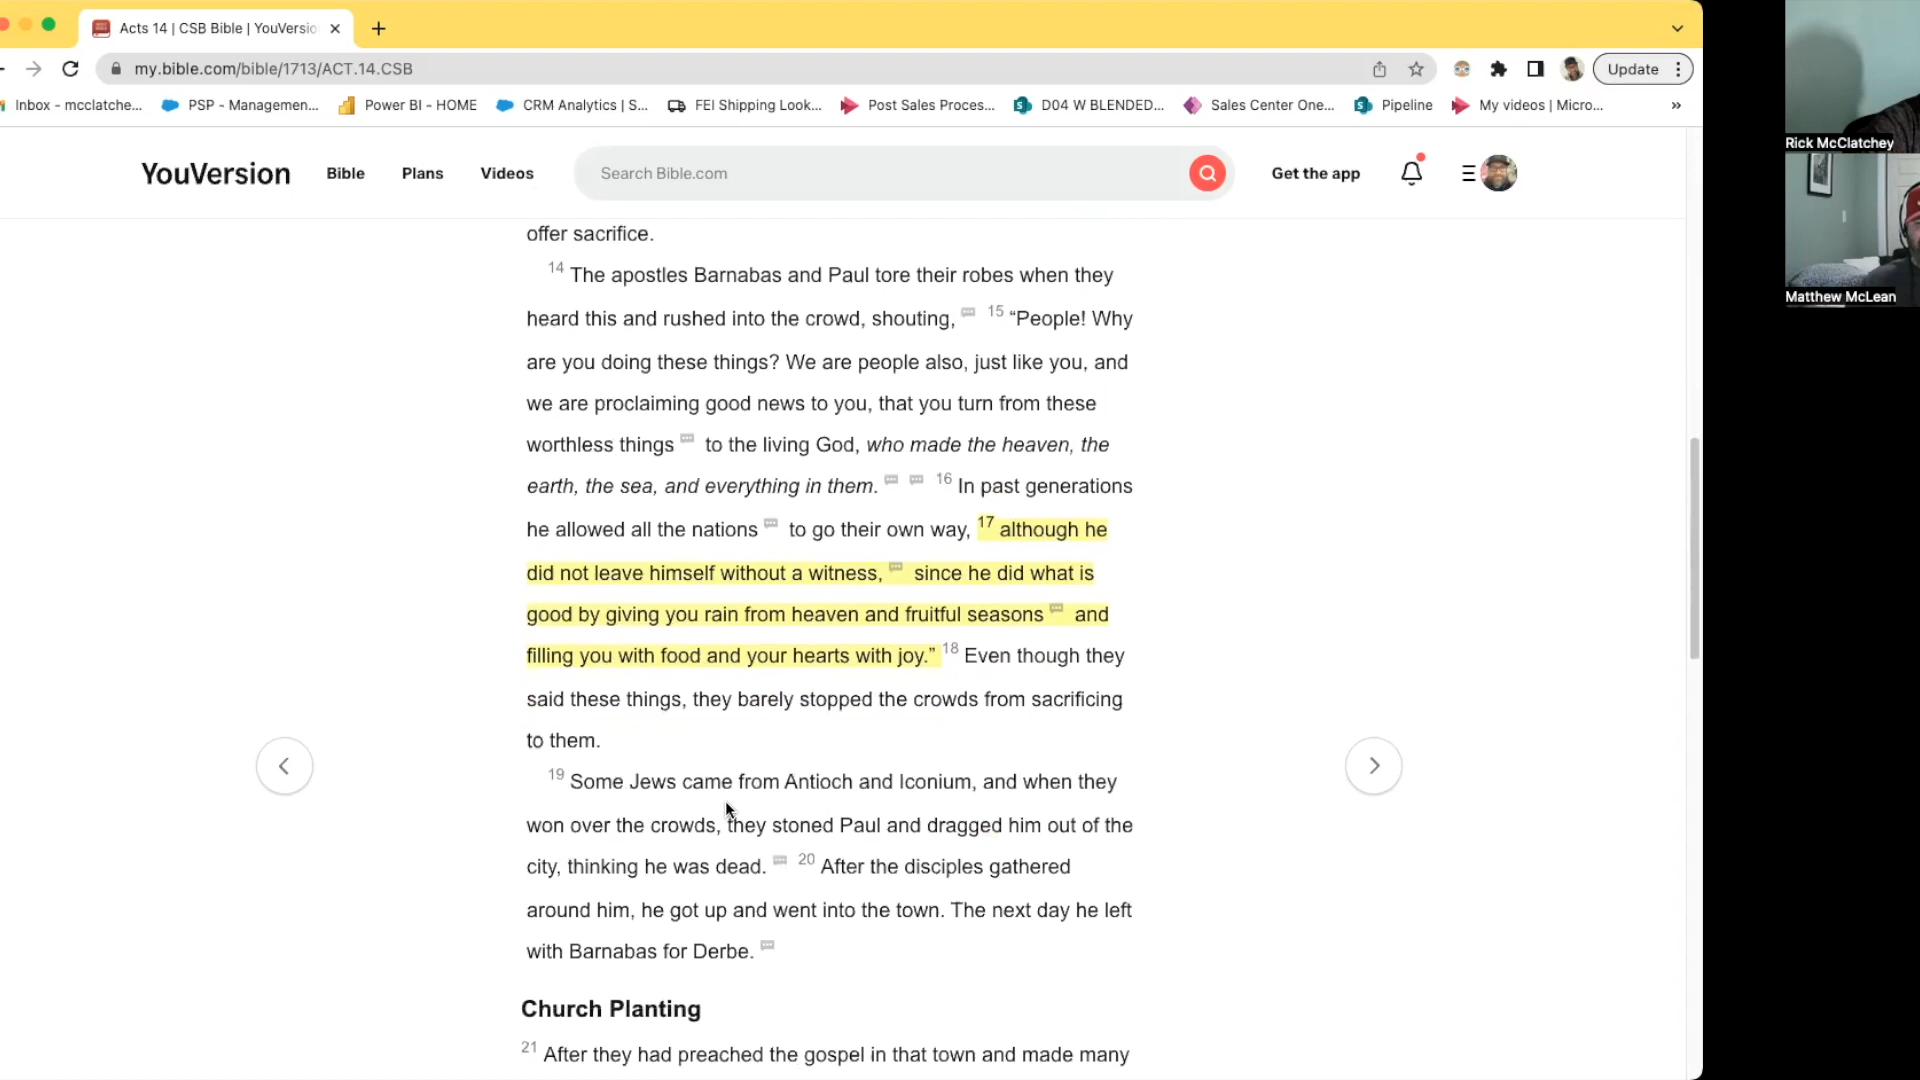 Acts 14 | CSB Bible | YouVersio
my.bible.com/bible/1713/ACT.14.CSB
Update
Inbox - mcclatche...
PSP - Managemen...
Power BI - HOME
CRM Analytics | S...
FEI Shipping Look...
Post Sales Proces...
D04 W BLENDED...
Sales Center One...
Pipeline
My videos | Micro...
»
YouVersion
Bible
Plans
Videos
Search Bible.com
Get the app
Rick McClatchey
Matthew McLean
offer sacrifice.
14 The apostles Barnabas and Paul tore their robes when they
heard this and rushed into the crowd, shouting, 15 “People! Why
are you doing these things? We are people also, just like you, and
we are proclaiming good news to you, that you turn from these
worthless things to the living God, who made the heaven, the
earth, the sea, and everything in them. 16 In past generations
he allowed all the nations to go their own way, 17 although he
did not leave himself without a witness, since he did what is
good by giving you rain from heaven and fruitful seasons and
filling you with food and your hearts with joy.” 18 Even though they
said these things, they barely stopped the crowds from sacrificing
to them.
19 Some Jews came from Antioch and Iconium, and when they
won over the crowds, they stoned Paul and dragged him out of the
city, thinking he was dead. 20 After the disciples gathered
around him, he got up and went into the town. The next day he left
with Barnabas for Derbe.
Church Planting
21 After they had preached the gospel in that town and made many